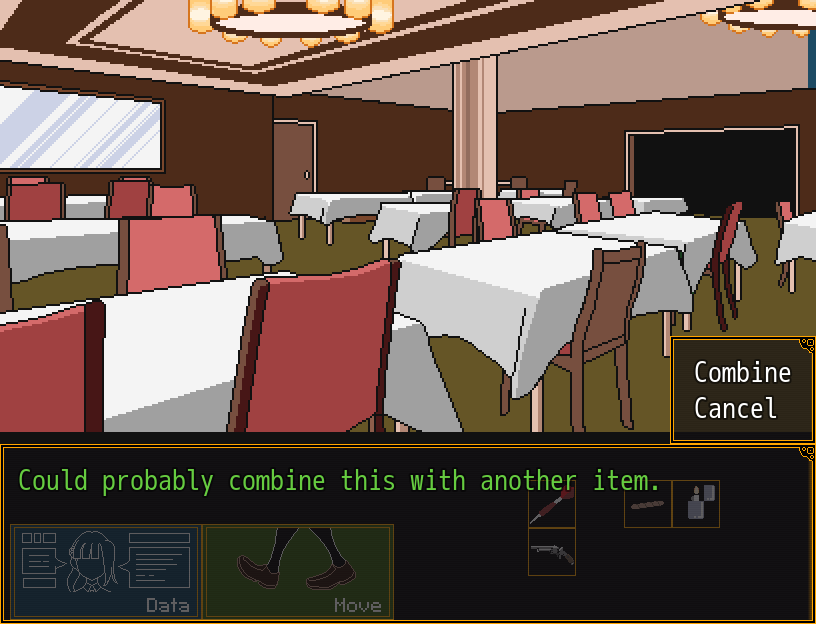 Combine
Cancel
Could probably combine this with another item.
Data
Move